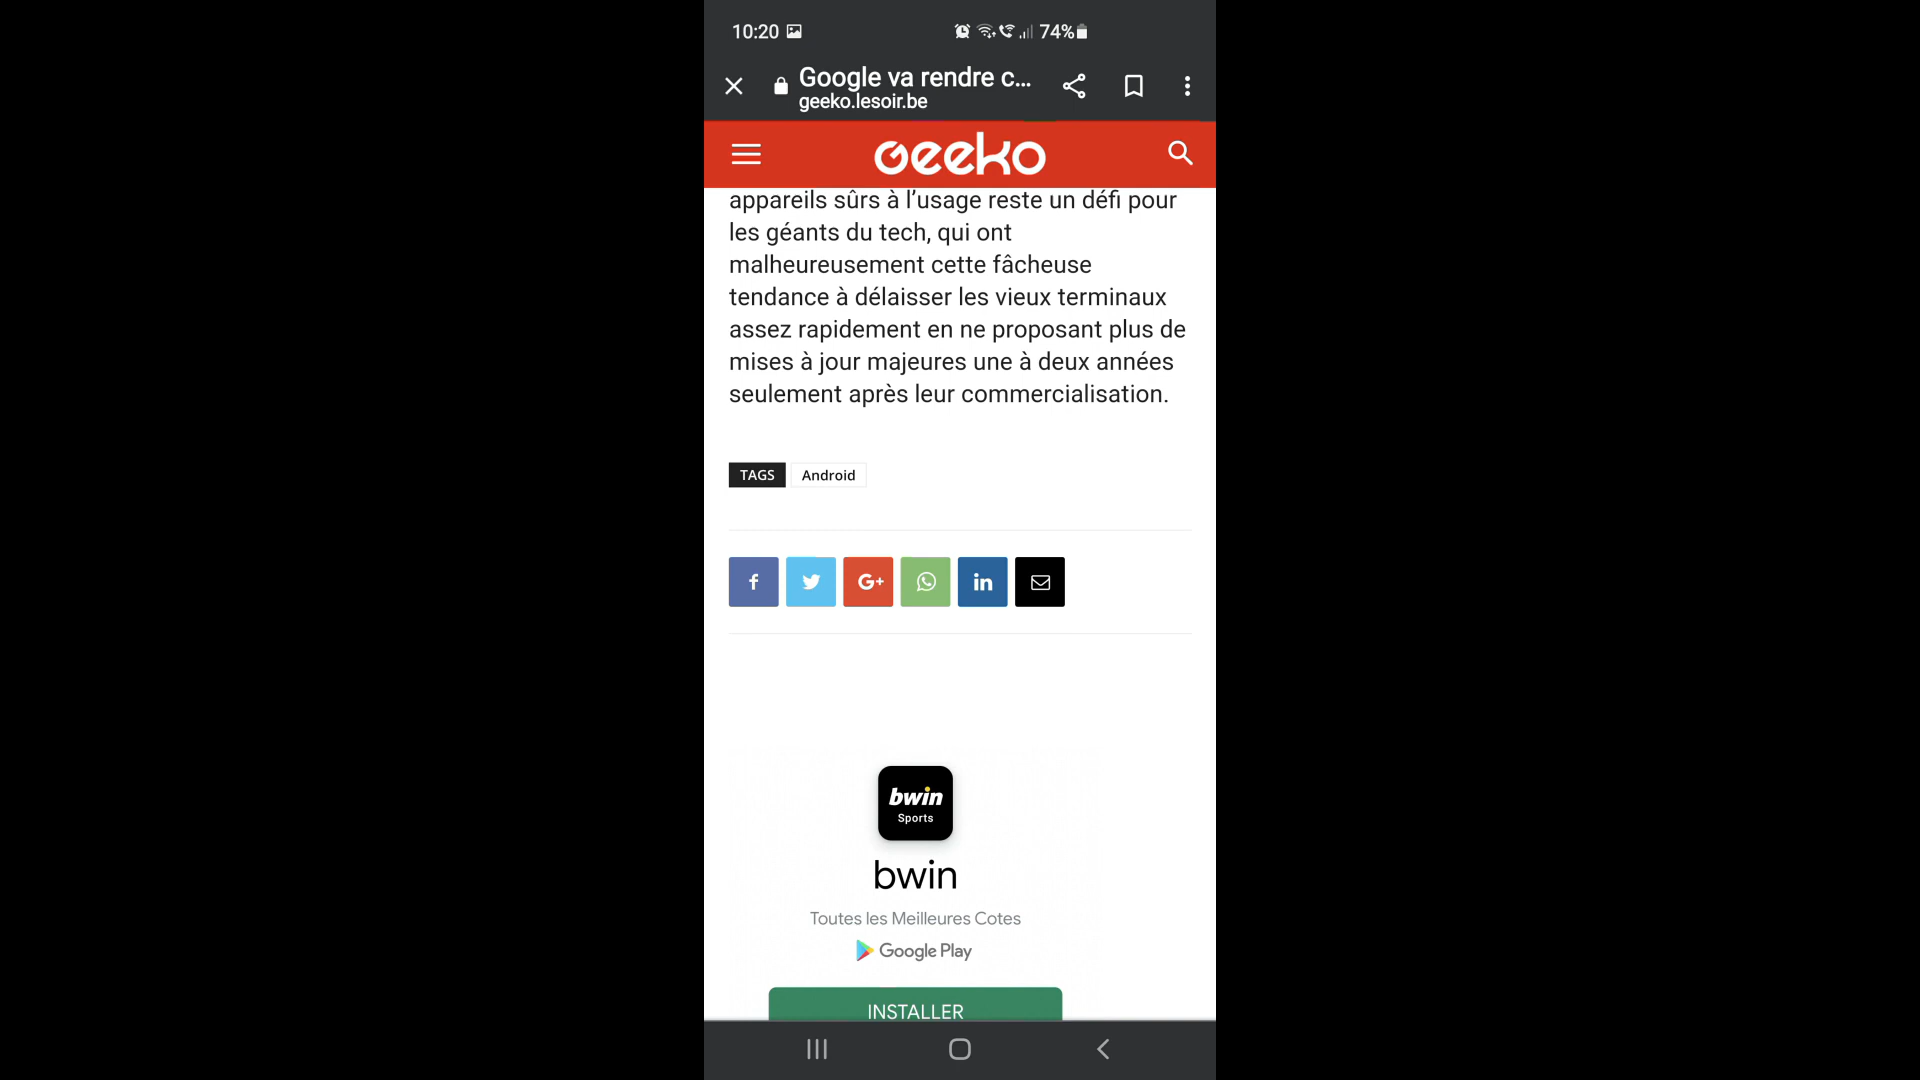 10:20
74%
Google va rendre c...
geeko.lesoir.be
GEEKO
appareils sûrs à l’usage reste un défi pour
les géants du tech, qui ont
malheureusement cette fâcheuse
tendance à délaisser les vieux terminaux
assez rapidement en ne proposant plus de
mises à jour majeures une à deux années
seulement après leur commercialisation.
TAGS Android
f G+ in
bwin
Sports
bwin
Toutes les Meilleures Cotes
Google Play
INSTALLER